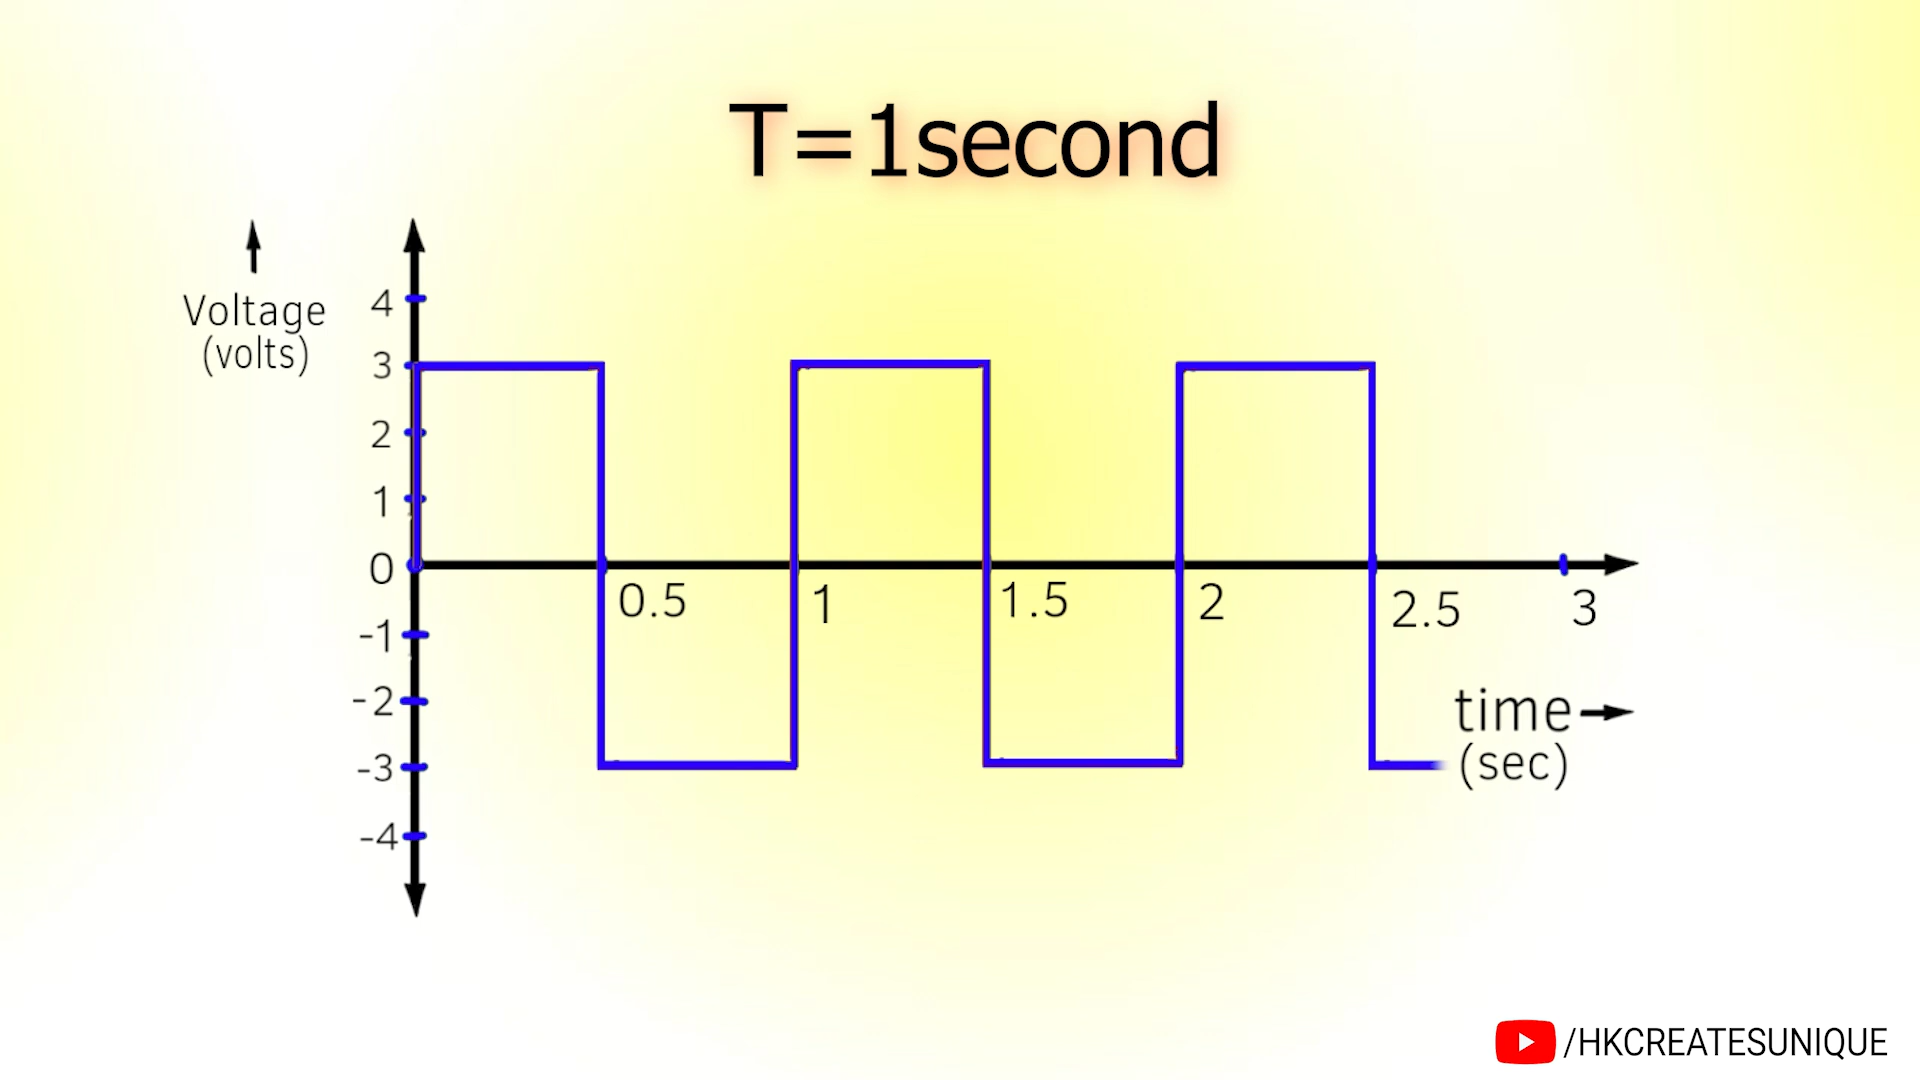 T=1second
Voltage
(volts)
4
3
2
1
0
-1
-2
-3
-4
0.5
1
1.5
2
2.5
3
time
(sec)
/HKCREATESUNIQUE